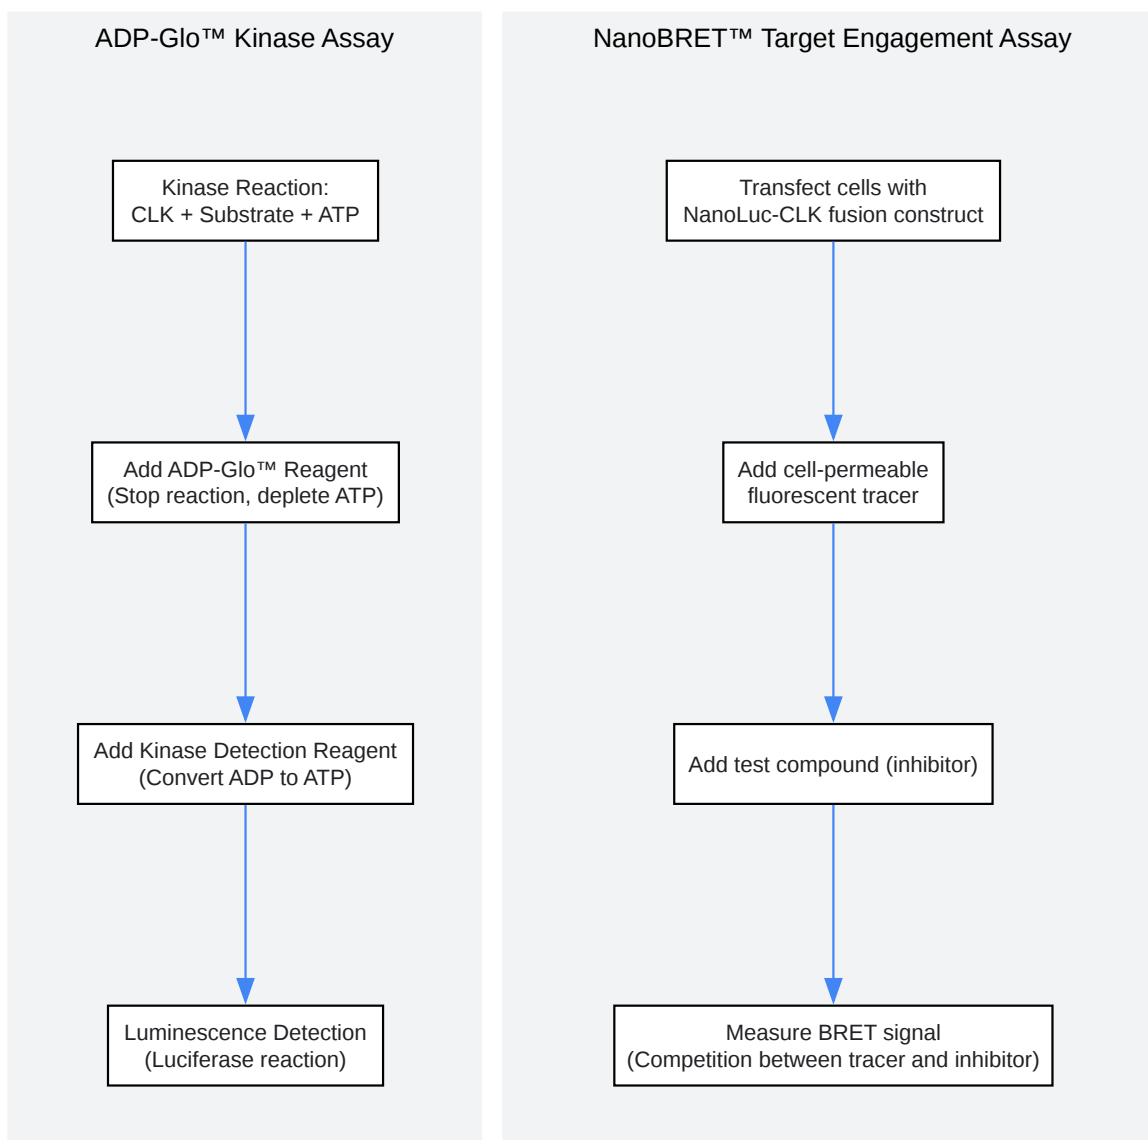 ADP-Glo™ Kinase Assay
Kinase Reaction:
CLK + Substrate + ATP
Add ADP-Glo™ Reagent
(Stop reaction, deplete ATP)
Add Kinase Detection Reagent
(Convert ADP to ATP)
Luminescence Detection
(Luciferase reaction)
NanoBRET™ Target Engagement Assay
Transfect cells with
NanoLuc-CLK fusion construct
Add cell-permeable
fluorescent tracer
Add test compound (inhibitor)
Measure BRET signal
(Competition between tracer and inhibitor)